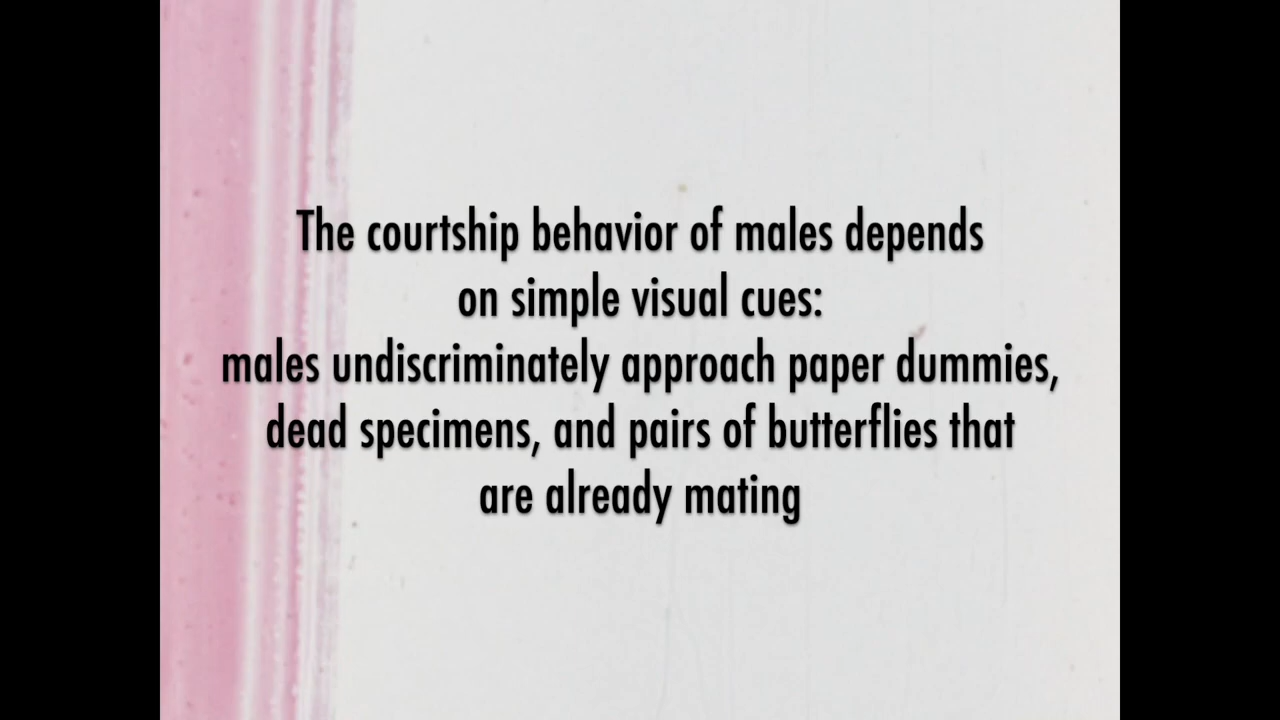 The courtship behavior of males depends
on simple visual cues:
males undiscriminately approach paper dummies,
dead specimens, and pairs of butterflies that
are already mating